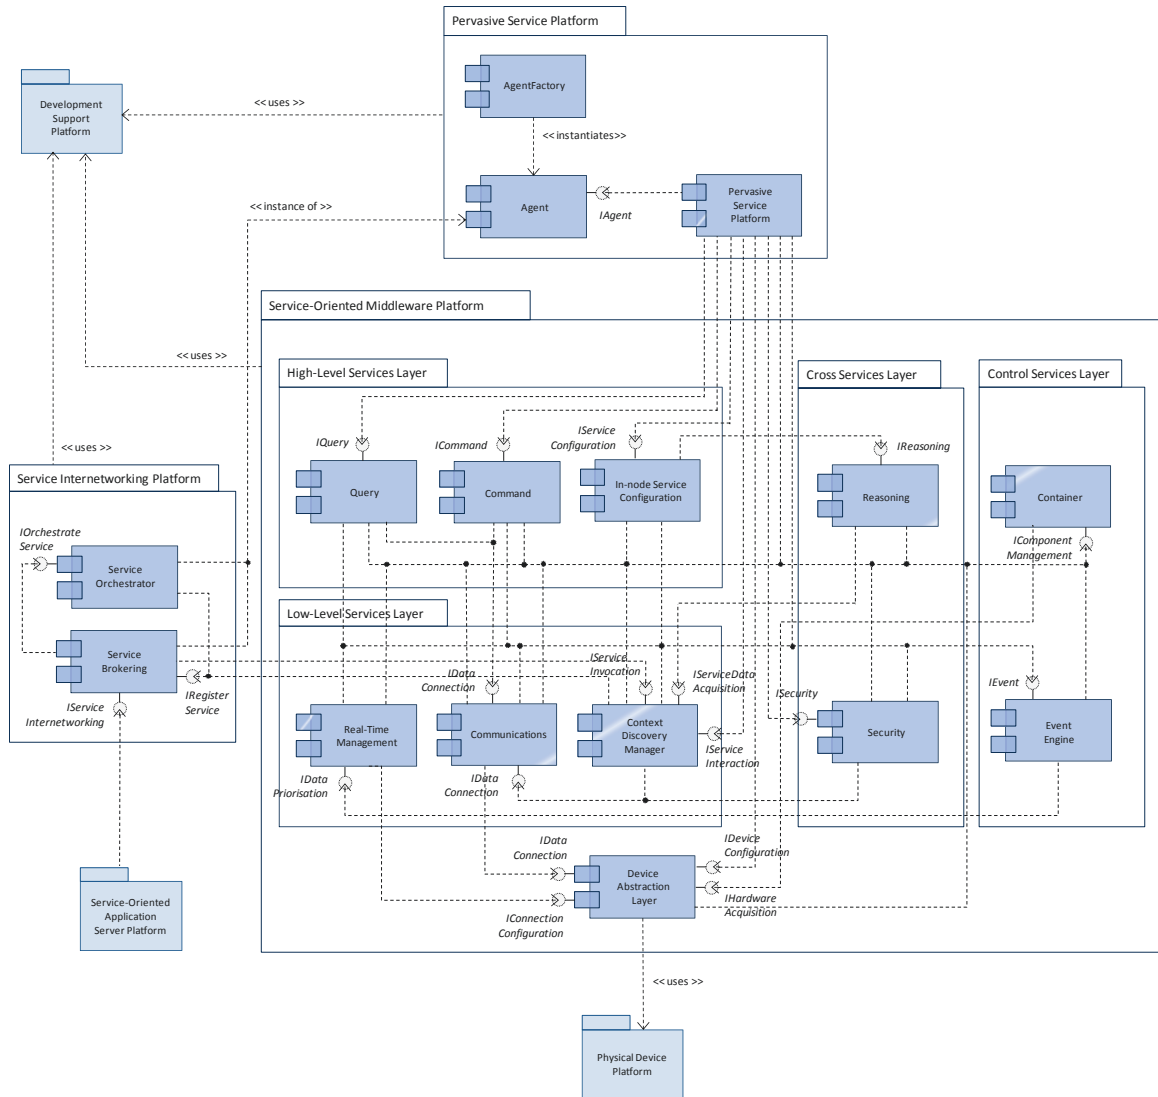 Pervasive Service Platform
AgentFactory
Development
Support
Platform
<< uses >>
<< instantiates>>
Agent
IAgent
Pervasive
Service
Platform
<< instance of >>
Service-Oriented Middleware Platform
<< uses >>
High-Level Services Layer
Cross Services Layer
Control Services Layer
IQuery
ICommand
IService
Configuration
IReasoning
<< uses >>
Service Internetworking Platform
Query
Command
In-node Service
Configuration
Reasoning
Container
IOrchestrate
Service
Service
Orchestrator
IComponent
Management
Low-Level Services Layer
Service
Brokering
IData
Connection
IService
Invocation
IServiceData
Acquisition
ISecurity
IEvent
IRegister
Service
IService
Internetworking
Real-Time
Management
Communications
Context
Discovery
Manager
IService
Interaction
Security
Event
Engine
IData
Priorisation
IData
Connection
IData
Connection
IDevice
Configuration
Device
Abstraction
Layer
IHardware
Acquisition
IConnection
Configuration
Service-Oriented
Application
Server Platform
<< uses >>
Physical Device
Platform